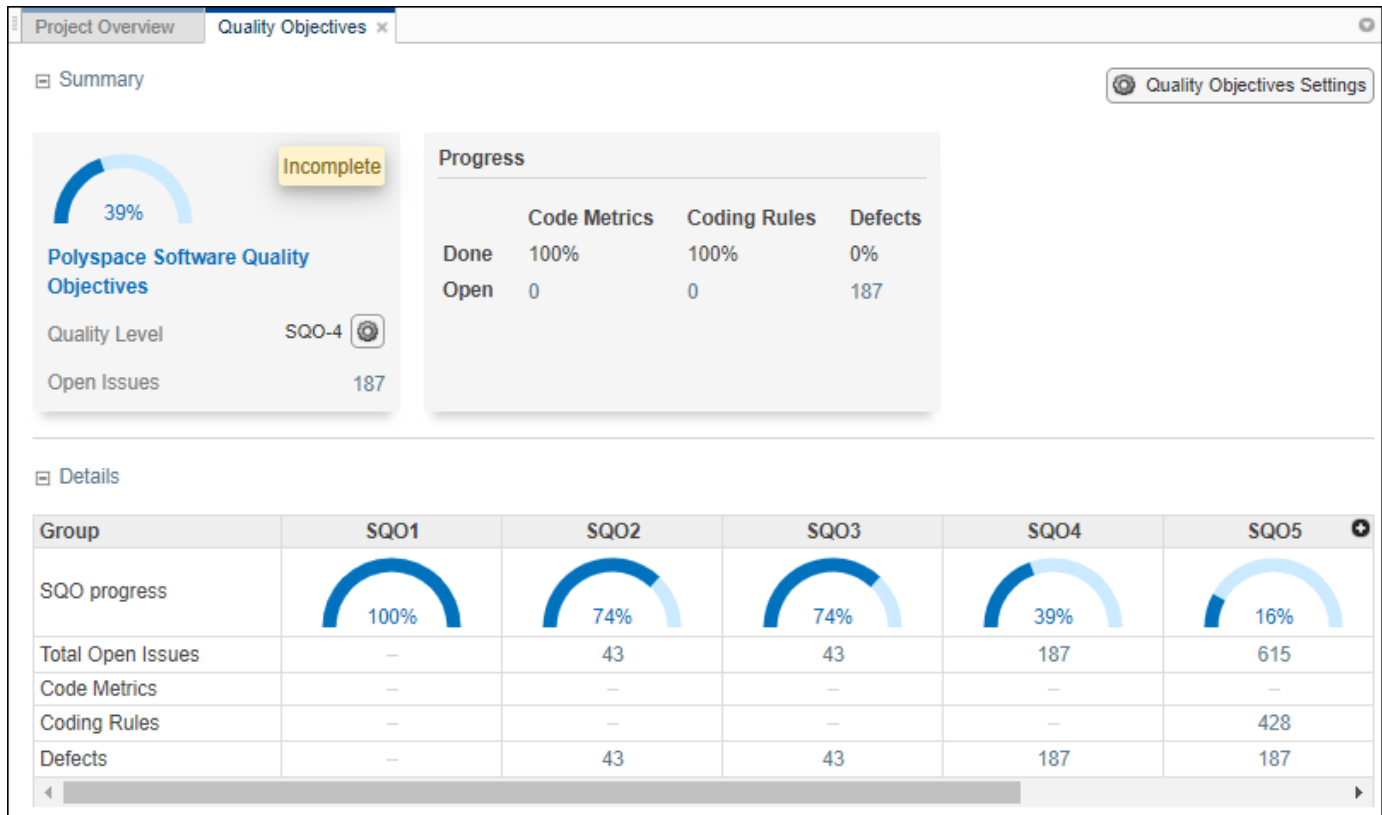 Project Overview Quality Objectives ×
Summary
Quality Objectives Settings
Incomplete
39%
Polyspace Software Quality
Objectives
Quality Level SQO-4
Open Issues 187
Progress
Code Metrics Coding Rules Defects
Done 100% 100% 0%
Open 0 0 187
Details
Group SQO1 SQO2 SQO3 SQO4 SQO5
SQO progress 100% 74% 74% 39% 16%
Total Open Issues – 43 43 187 615
Code Metrics – – – – –
Coding Rules – – – – 428
Defects – 43 43 187 187